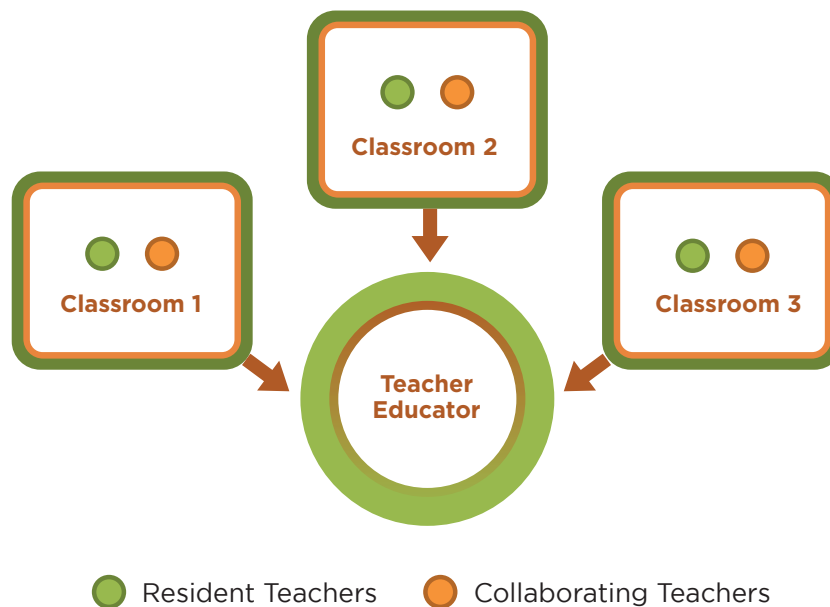 Classroom 2
Classroom 1
Classroom 3
Teacher
Educator
Resident Teachers
Collaborating Teachers